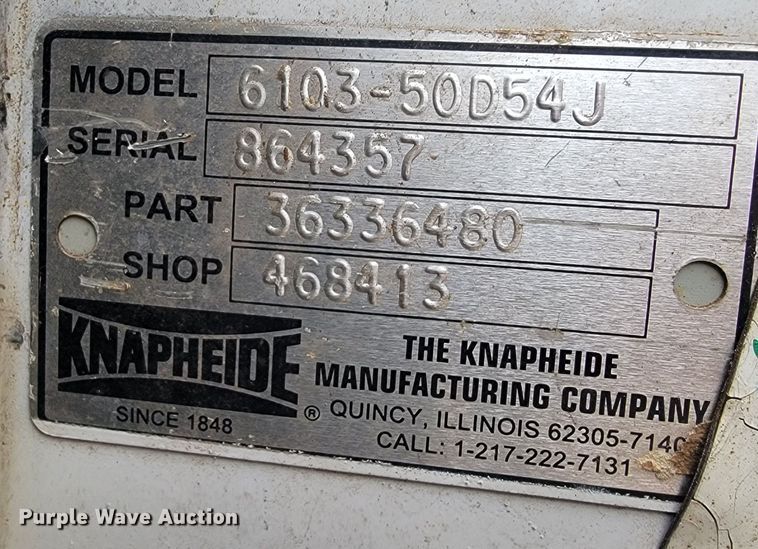 MODEL 6103-50D54J
SERIAL 864357
PART 36336480
SHOP 468413
KNAPHEIDE ®
SINCE 1848
THE KNAPHEIDE
MANUFACTURING COMPANY
QUINCY, ILLINOIS 62305-7140
CALL: 1-217-222-7131
Purple Wave Auction